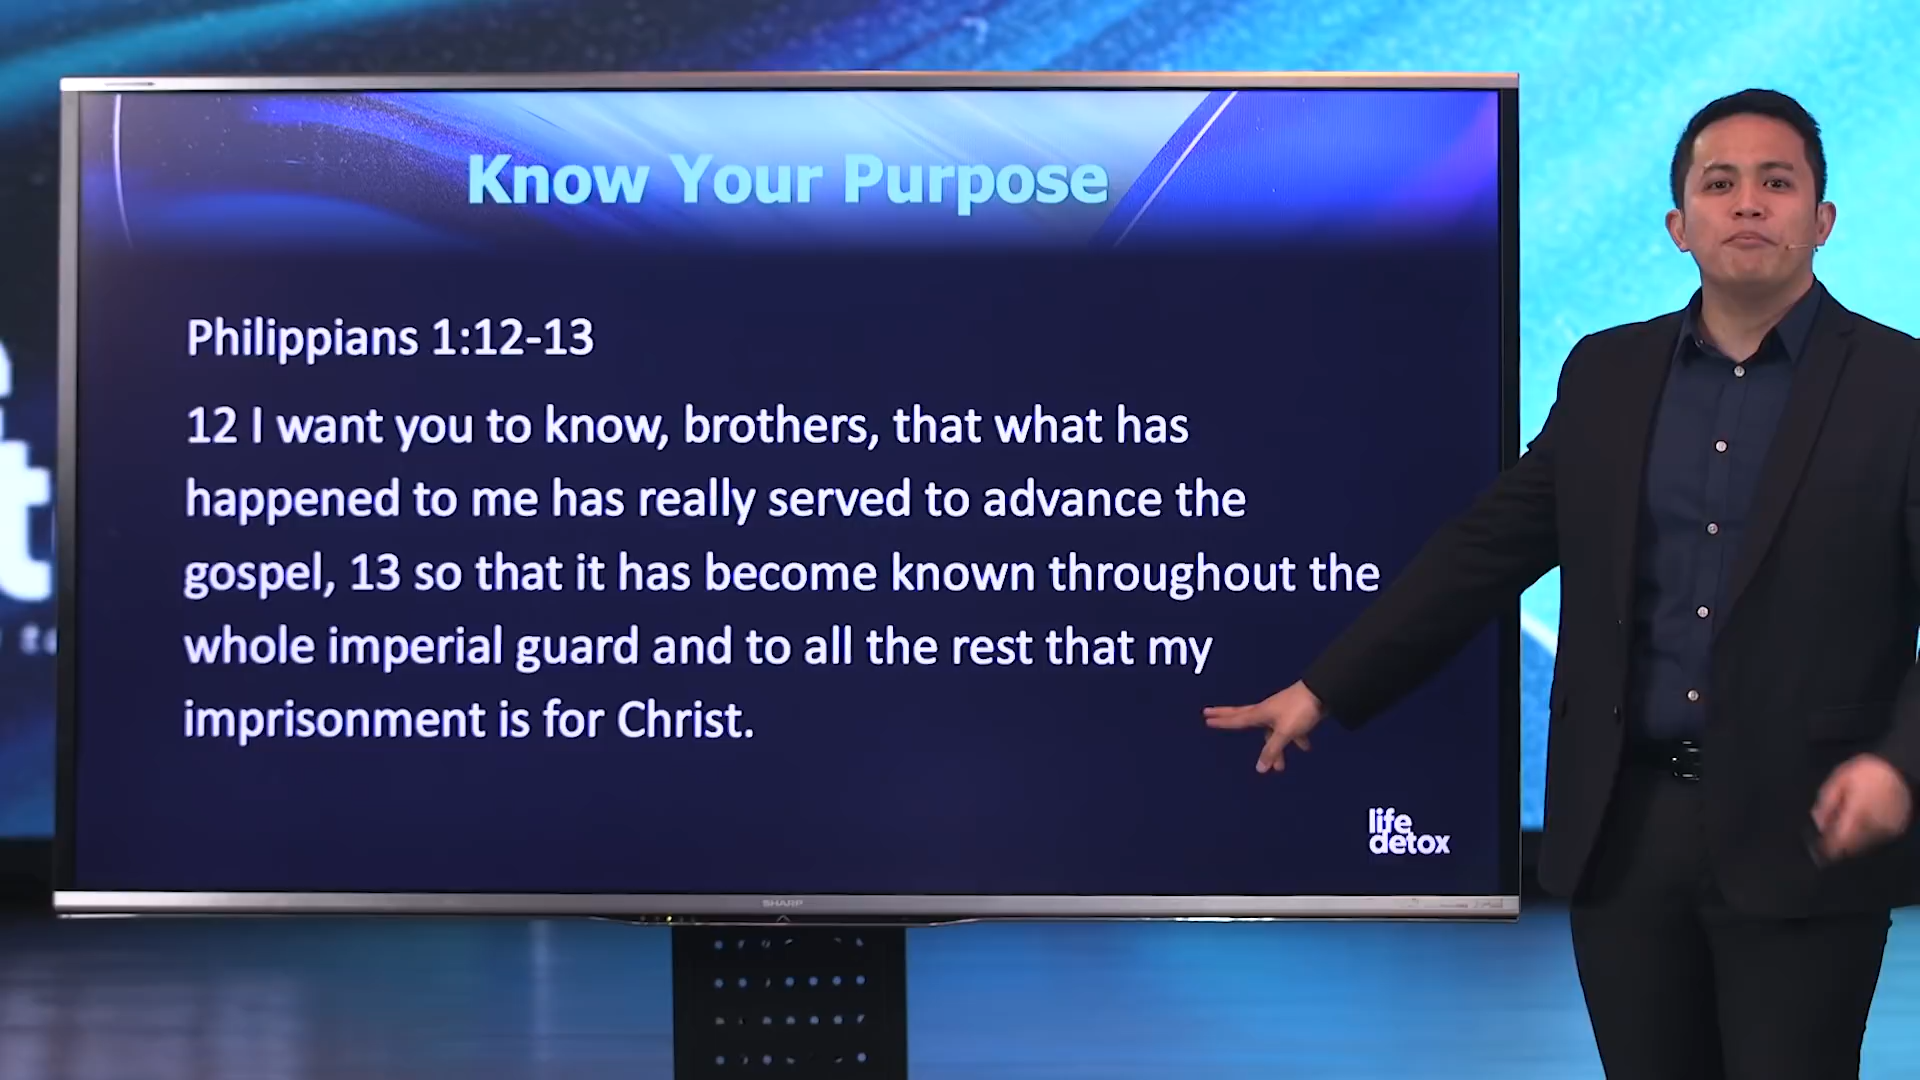 Know Your Purpose
Philippians 1:12-13
12 I want you to know, brothers, that what has
happened to me has really served to advance the
gospel, 13 so that it has become known throughout the
whole imperial guard and to all the rest that my
imprisonment is for Christ.
life
detox
SHARP